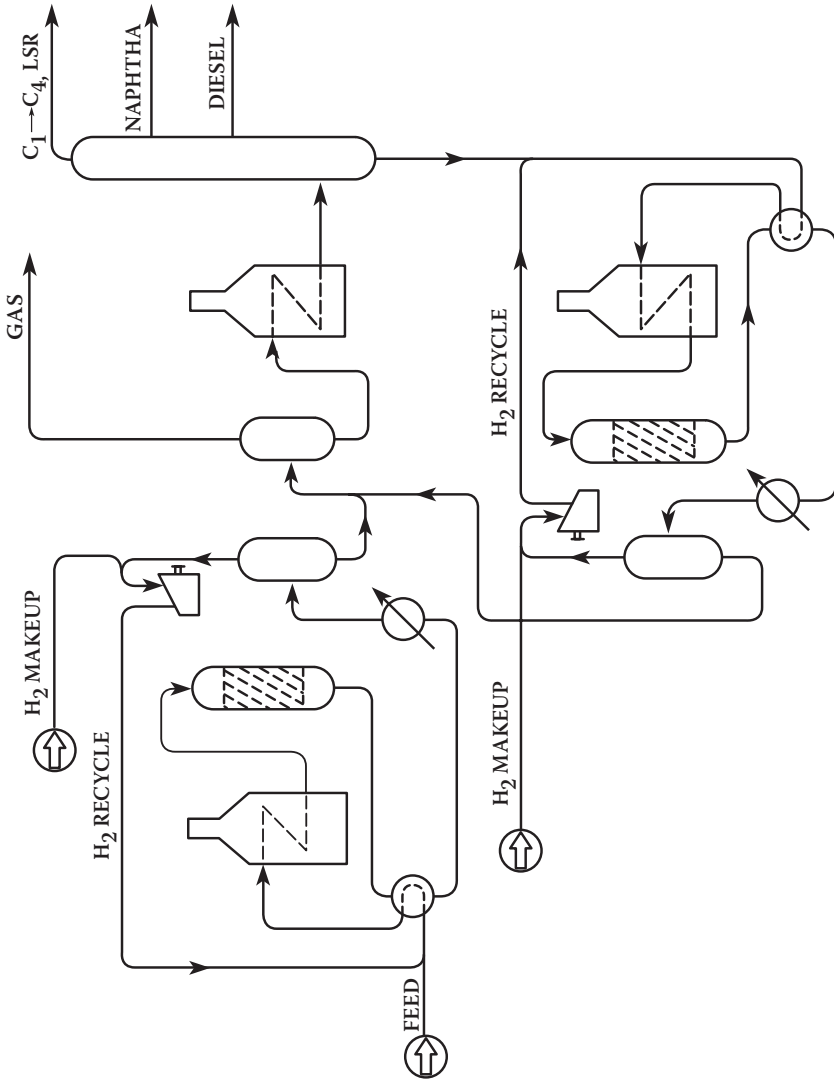 C₁→C₄, LSR
NAPHTHA
DIESEL
GAS
H₂ MAKEUP
H₂ RECYCLE
FEED
H₂ RECYCLE
H₂ MAKEUP